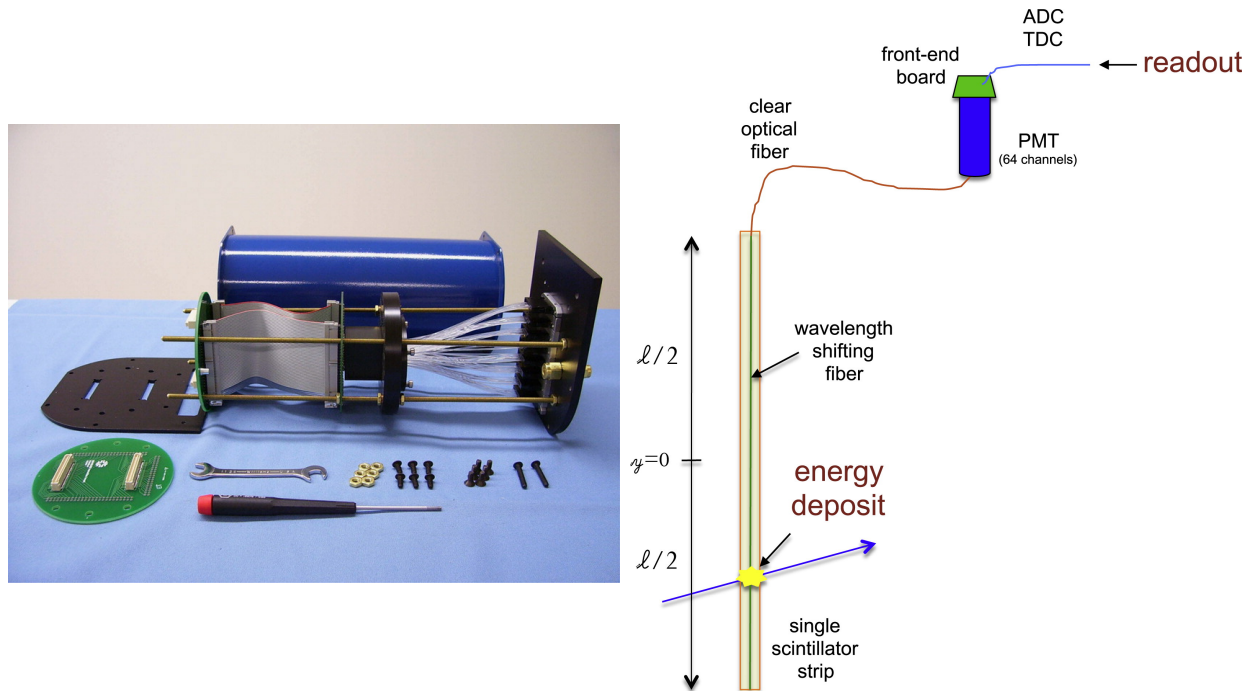 ADC
TDC
front-end
board
readout
clear
optical
fiber
PMT
(64 channels)
wavelength
shifting
fiber
ℓ/2
y=0
energy
deposit
ℓ/2
single
scintillator
strip